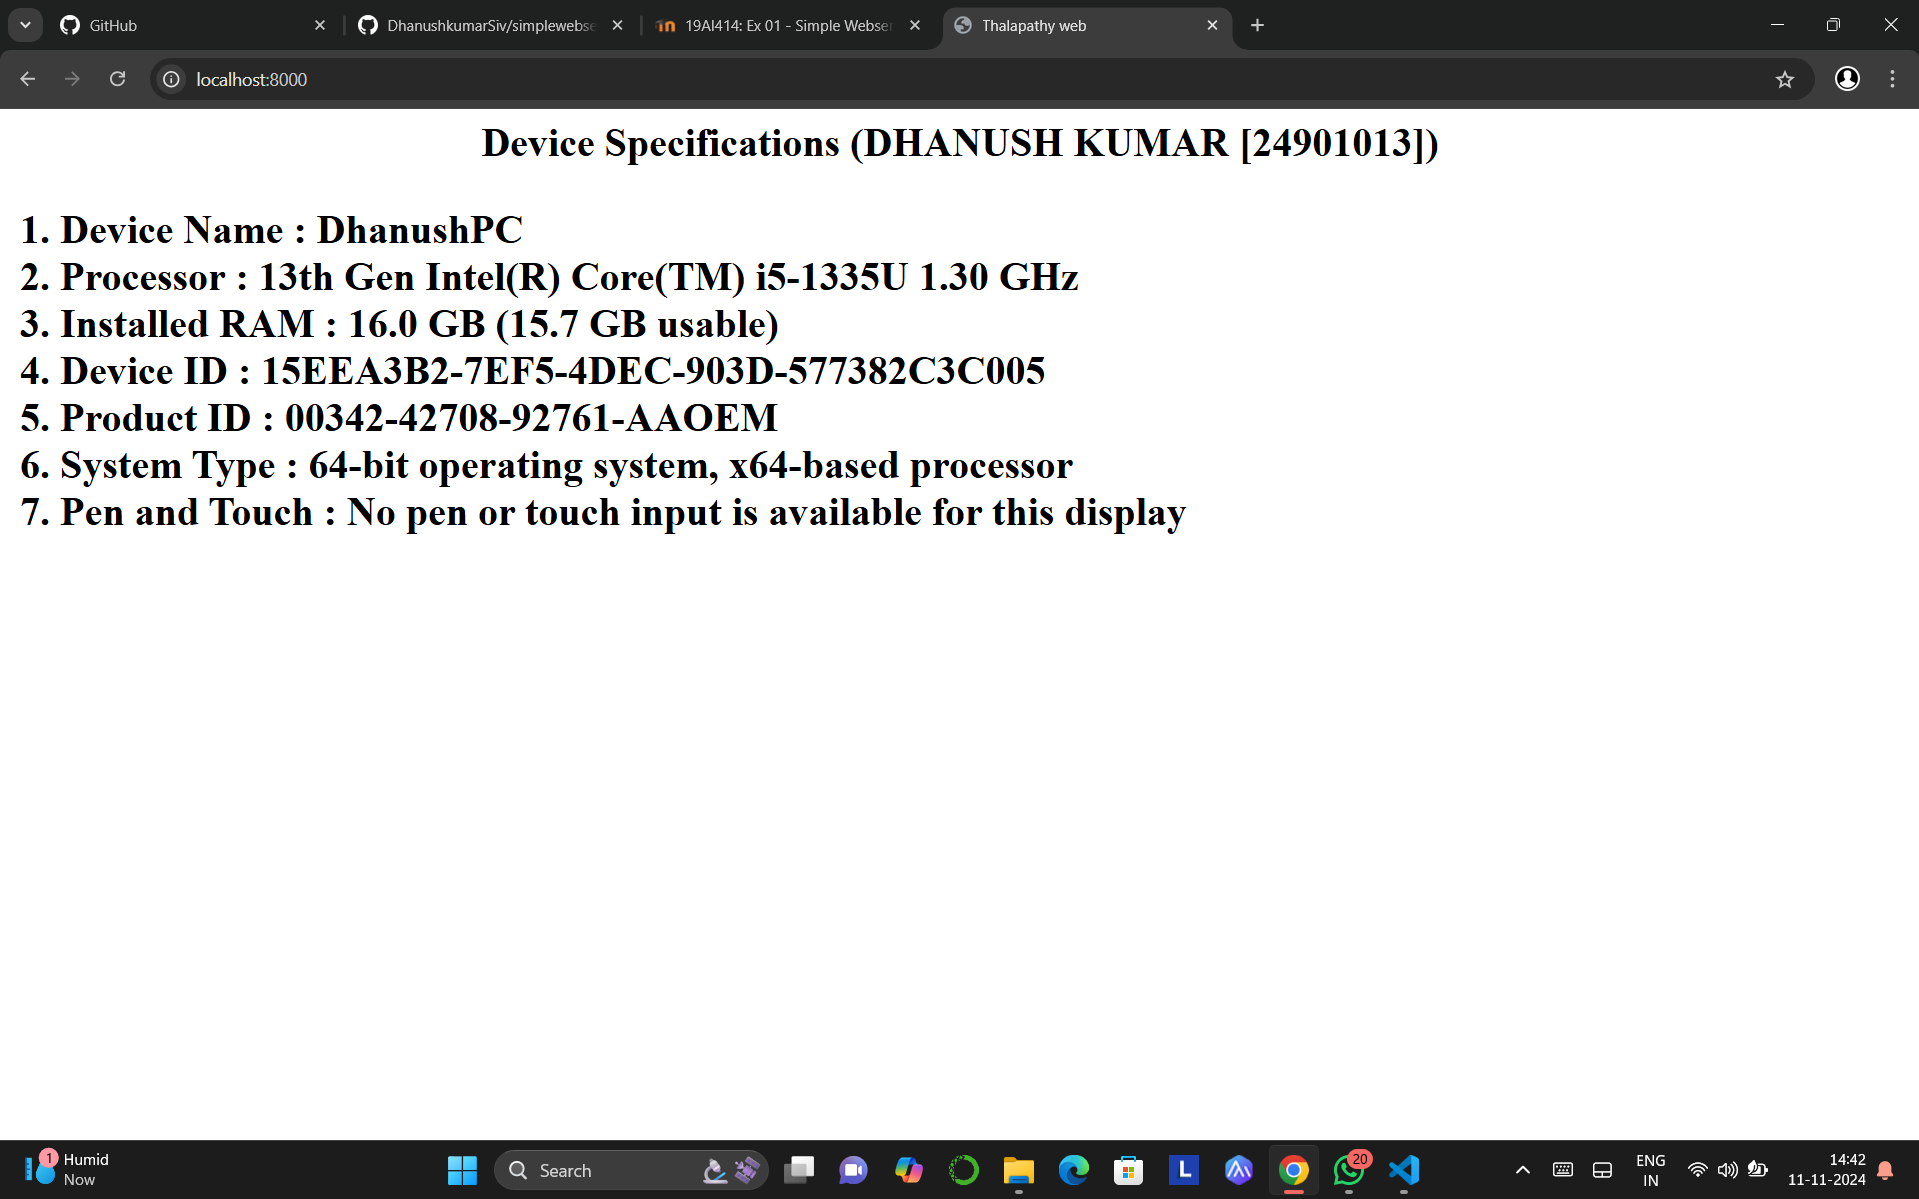 GitHub
DhanushkumarSiv/simplewebse
19AI414: Ex 01 - Simple Webser
Thalapathy web
localhost:8000
Device Specifications (DHANUSH KUMAR [24901013])
1. Device Name : DhanushPC
2. Processor : 13th Gen Intel(R) Core(TM) i5-1335U 1.30 GHz
3. Installed RAM : 16.0 GB (15.7 GB usable)
4. Device ID : 15EEA3B2-7EF5-4DEC-903D-577382C3C005
5. Product ID : 00342-42708-92761-AAOEM
6. System Type : 64-bit operating system, x64-based processor
7. Pen and Touch : No pen or touch input is available for this display
1
Humid
Now
Search
L
20
ENG
IN
14:42
11-11-2024